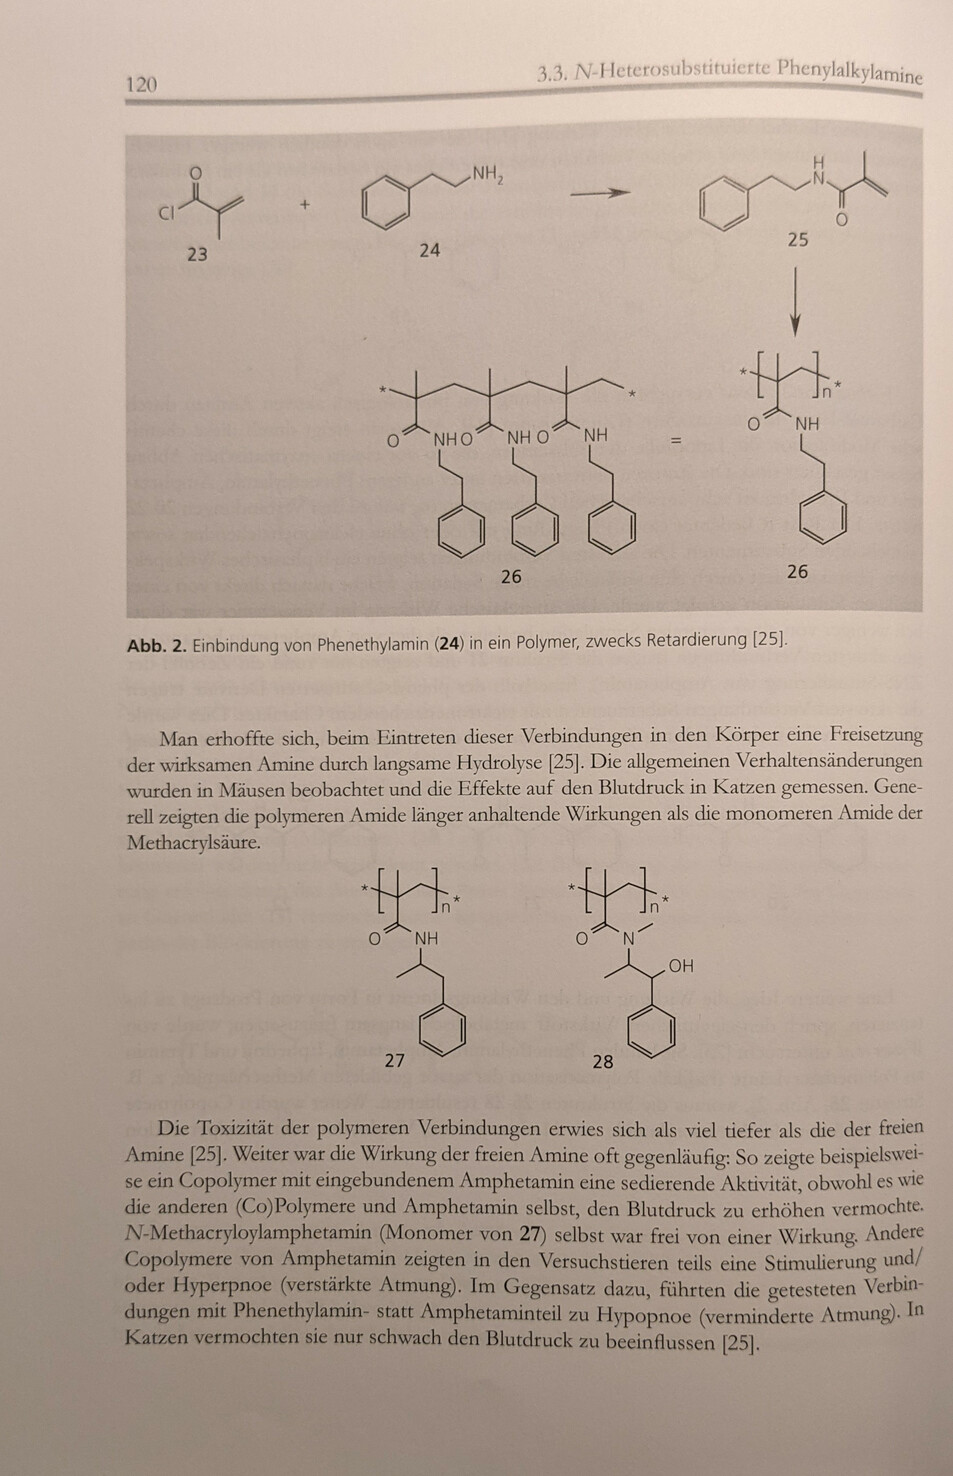 120
3.3. N-Heterosubstituierte Phenylalkylamine
O
Cl
23
+
NH2
24
H
N
O
25
* * = * n *
O NH O NH O NH O NH
26 26
Abb. 2. Einbindung von Phenethylamin (24) in ein Polymer, zwecks Retardierung [25].
Man erhoffte sich, beim Eintreten dieser Verbindungen in den Körper eine Freisetzung
der wirksamen Amine durch langsame Hydrolyse [25]. Die allgemeinen Verhaltensänderungen
wurden in Mäusen beobachtet und die Effekte auf den Blutdruck in Katzen gemessen. Gene-
rell zeigten die polymeren Amide länger anhaltende Wirkungen als die monomeren Amide der
Methacrylsäure.
* n * * n *
O NH O N
OH
27 28
Die Toxizität der polymeren Verbindungen erwies sich als viel tiefer als die der freien
Amine [25]. Weiter war die Wirkung der freien Amine oft gegenläufig: So zeigte beispielswei-
se ein Copolymer mit eingebundenem Amphetamin eine sedierende Aktivität, obwohl es wie
die anderen (Co)Polymere und Amphetamin selbst, den Blutdruck zu erhöhen vermochte.
N-Methacryloylamphetamin (Monomer von 27) selbst war frei von einer Wirkung. Andere
Copolymere von Amphetamin zeigten in den Versuchstieren teils eine Stimulierung und/
oder Hyperpnoe (verstärkte Atmung). Im Gegensatz dazu, führten die getesteten Verbin-
dungen mit Phenethylamin- statt Amphetaminteil zu Hypopnoe (verminderte Atmung). In
Katzen vermochten sie nur schwach den Blutdruck zu beeinflussen [25].